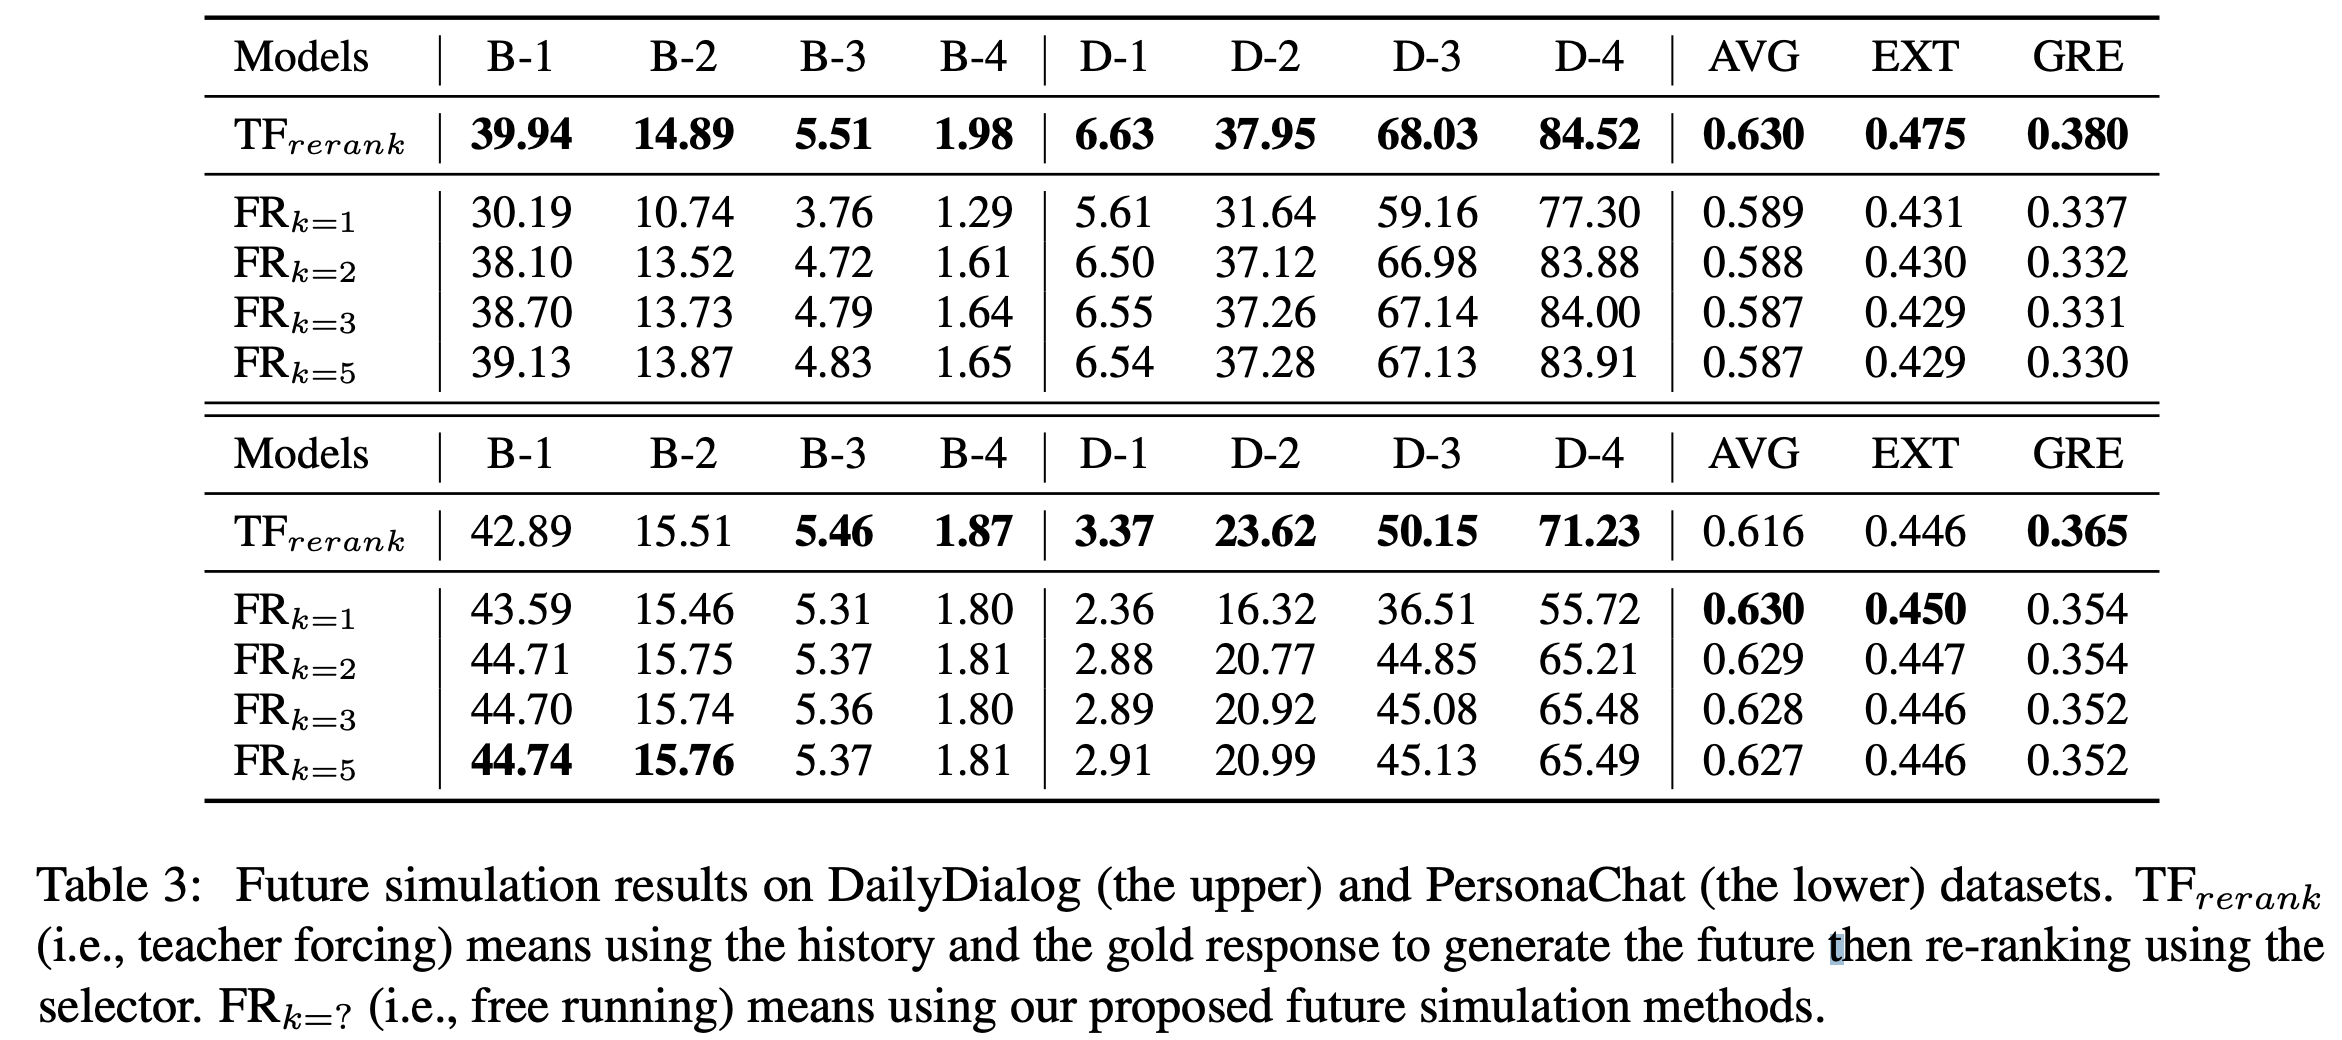 Models B-1 B-2 B-3 B-4 D-1 D-2 D-3 D-4 AVG EXT GRE
TFrerank 39.94 14.89 5.51 1.98 6.63 37.95 68.03 84.52 0.630 0.475 0.380
FRk=1 30.19 10.74 3.76 1.29 5.61 31.64 59.16 77.30 0.589 0.431 0.337
FRk=2 38.10 13.52 4.72 1.61 6.50 37.12 66.98 83.88 0.588 0.430 0.332
FRk=3 38.70 13.73 4.79 1.64 6.55 37.26 67.14 84.00 0.587 0.429 0.331
FRk=5 39.13 13.87 4.83 1.65 6.54 37.28 67.13 83.91 0.587 0.429 0.330
Models B-1 B-2 B-3 B-4 D-1 D-2 D-3 D-4 AVG EXT GRE
TFrerank 42.89 15.51 5.46 1.87 3.37 23.62 50.15 71.23 0.616 0.446 0.365
FRk=1 43.59 15.46 5.31 1.80 2.36 16.32 36.51 55.72 0.630 0.450 0.354
FRk=2 44.71 15.75 5.37 1.81 2.88 20.77 44.85 65.21 0.629 0.447 0.354
FRk=3 44.70 15.74 5.36 1.80 2.89 20.92 45.08 65.48 0.628 0.446 0.352
FRk=5 44.74 15.76 5.37 1.81 2.91 20.99 45.13 65.49 0.627 0.446 0.352
Table 3: Future simulation results on DailyDialog (the upper) and PersonaChat (the lower) datasets. TFrerank
(i.e., teacher forcing) means using the history and the gold response to generate the future then re-ranking using the
selector. FRk=? (i.e., free running) means using our proposed future simulation methods.